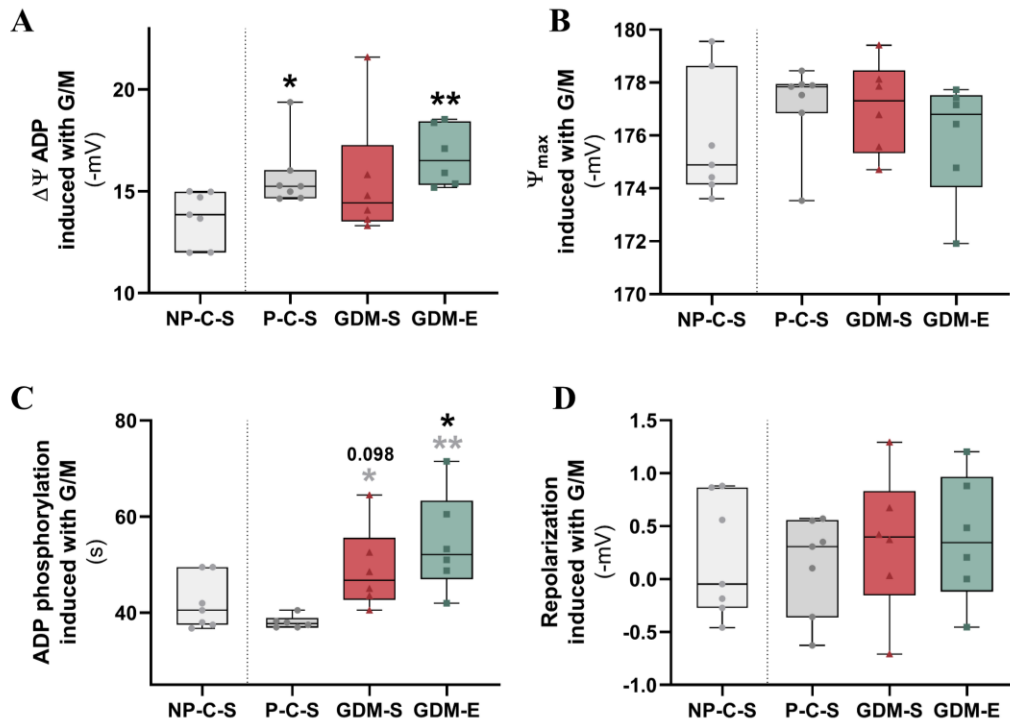 A
ΔΨ ADP
induced with G/M
(-mV)
20
15
10
*
**
NP-C-S P-C-S GDM-S GDM-E
B
Ψmax
induced with G/M
(-mV)
180
178
176
174
172
170
NP-C-S P-C-S GDM-S GDM-E
C
ADP phosphorylation
induced with G/M
(s)
80
60
40
0.098
*
*
**
NP-C-S P-C-S GDM-S GDM-E
D
Repolarization
induced with G/M
(-mV)
1.5
1.0
0.5
0.0
-0.5
-1.0
NP-C-S P-C-S GDM-S GDM-E